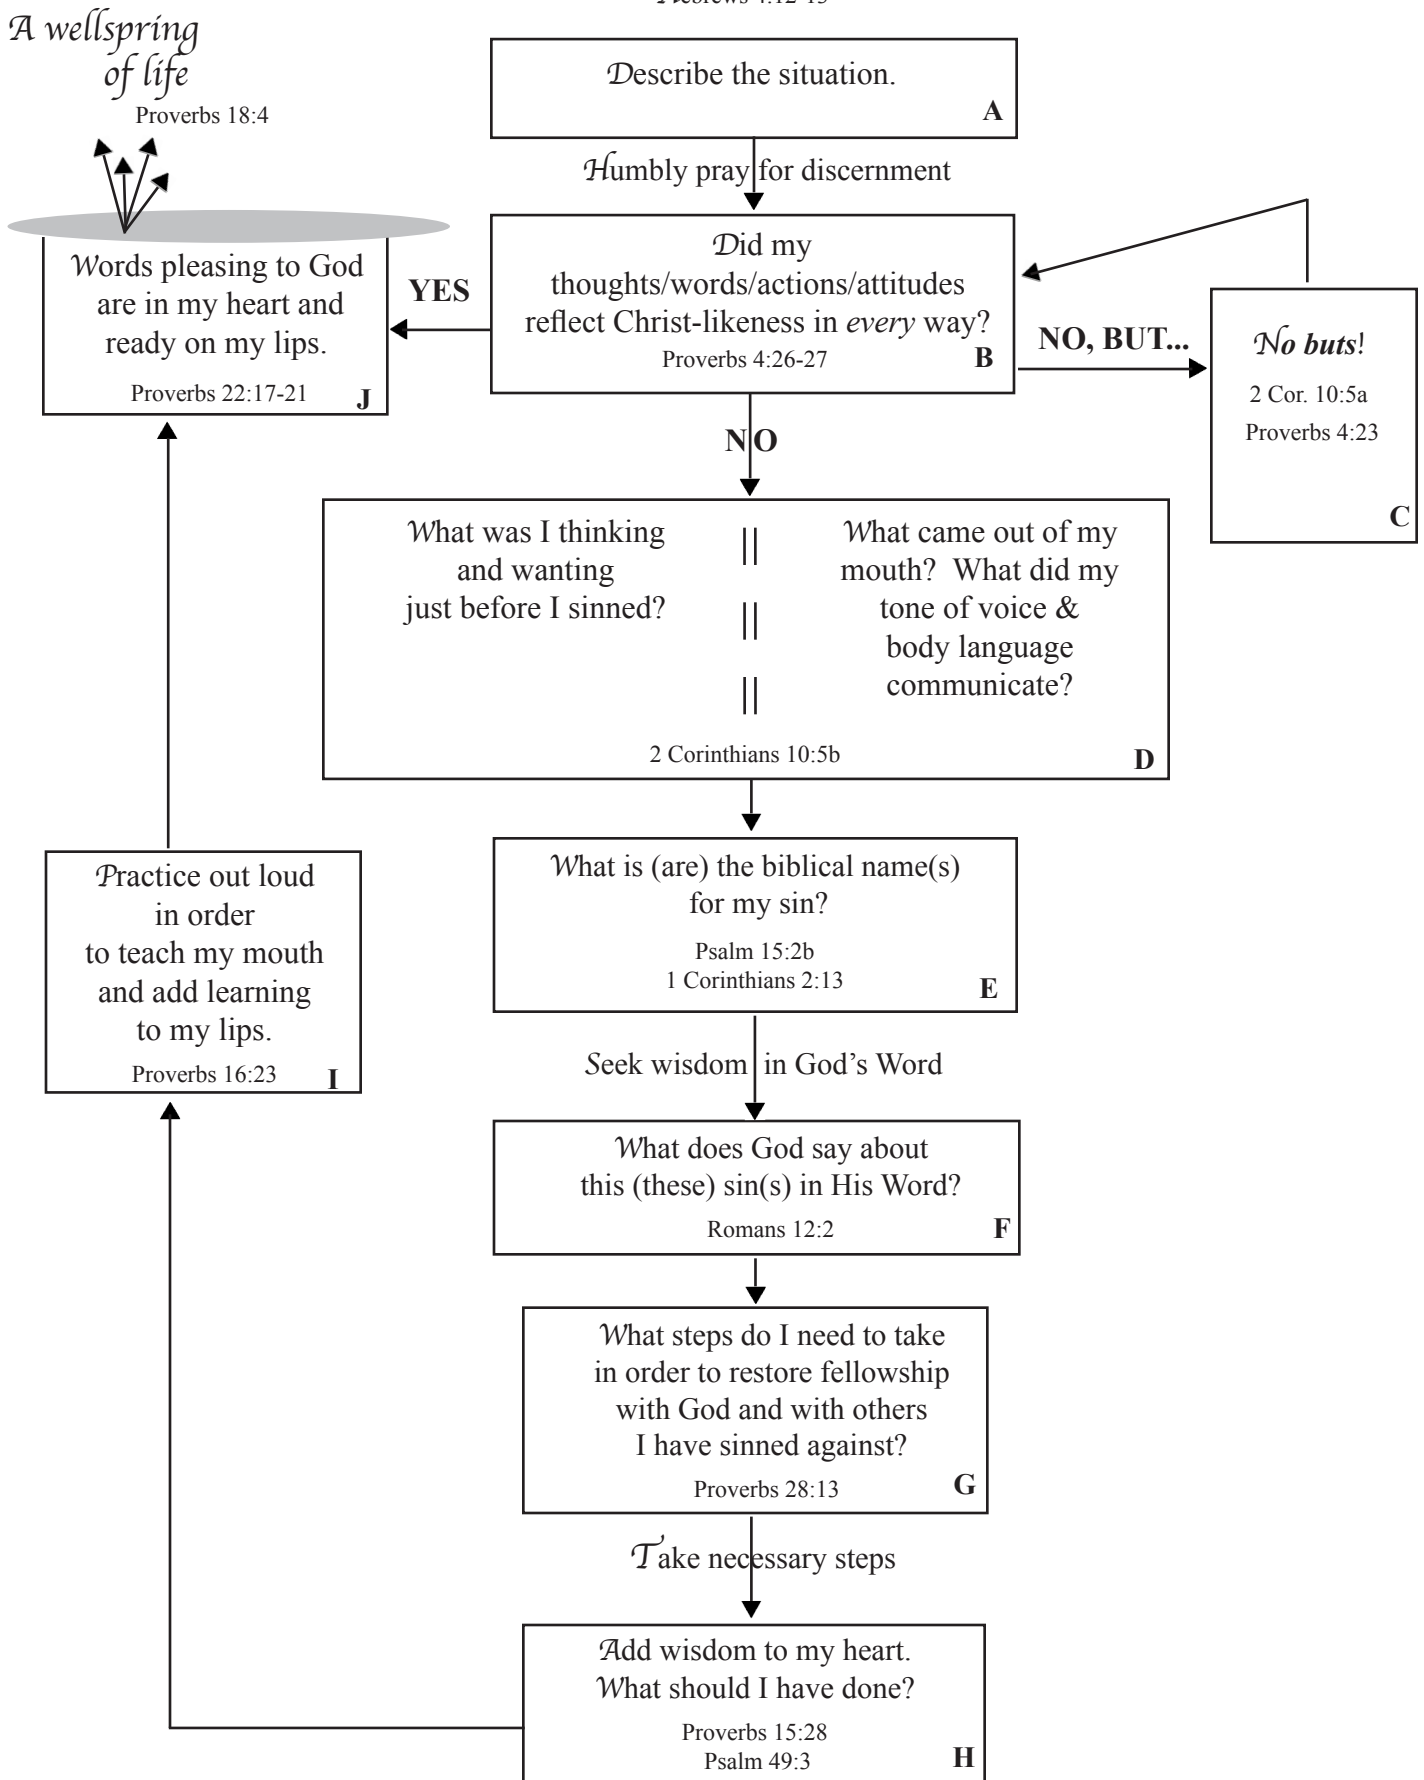 A wellspring
of life
Proverbs 18:4
Describe the situation.
A
Humbly pray for discernment
Did my
thoughts/words/actions/attitudes
reflect Christ-likeness in every way?
Proverbs 4:26-27
B
YES
Words pleasing to God
are in my heart and
ready on my lips.
Proverbs 22:17-21
J
NO, BUT...
No buts!
2 Cor. 10:5a
Proverbs 4:23
C
NO
What was I thinking
and wanting
just before I sinned?
What came out of my
mouth? What did my
tone of voice &
body language
communicate?
2 Corinthians 10:5b
D
What is (are) the biblical name(s)
for my sin?
Psalm 15:2b
1 Corinthians 2:13
E
Practice out loud
in order
to teach my mouth
and add learning
to my lips.
Proverbs 16:23
I
Seek wisdom in God's Word
What does God say about
this (these) sin(s) in His Word?
Romans 12:2
F
What steps do I need to take
in order to restore fellowship
with God and with others
I have sinned against?
Proverbs 28:13
G
Take necessary steps
Add wisdom to my heart.
What should I have done?
Proverbs 15:28
Psalm 49:3
H